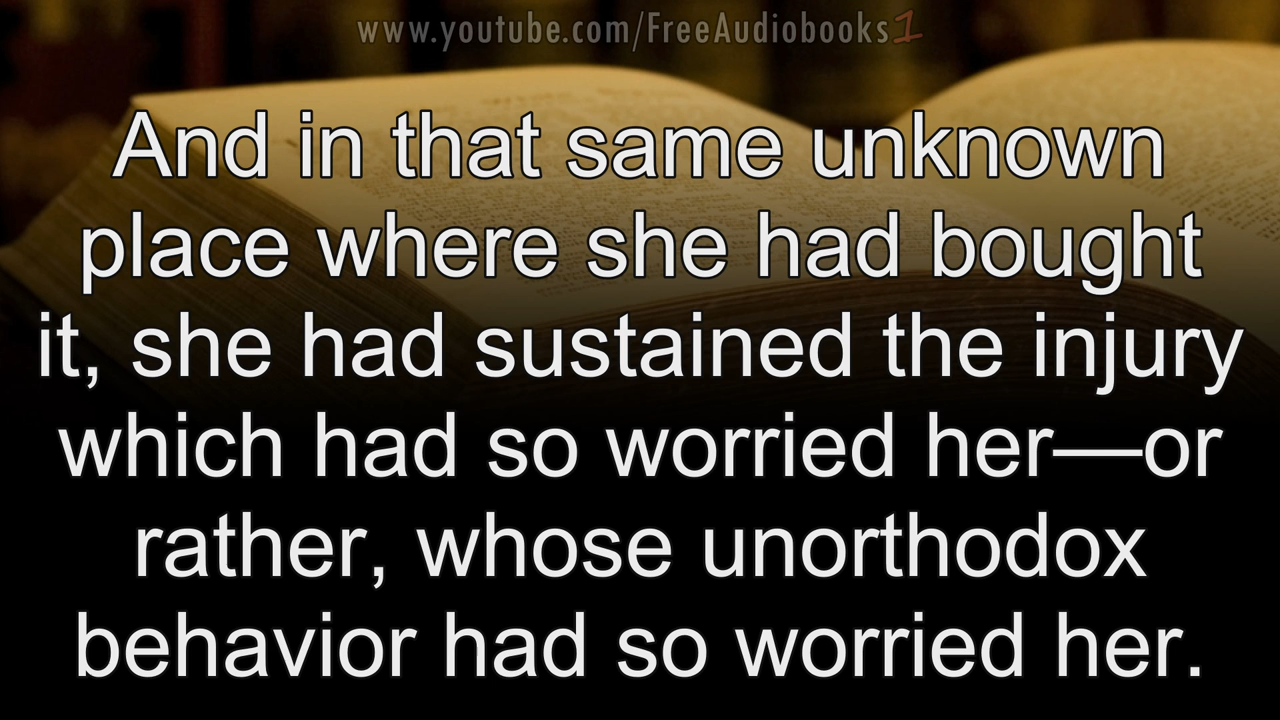 www.youtube.com/FreeAudiobooks1
And in that same unknown
place where she had bought
it, she had sustained the injury
which had so worried her—or
rather, whose unorthodox
behavior had so worried her.